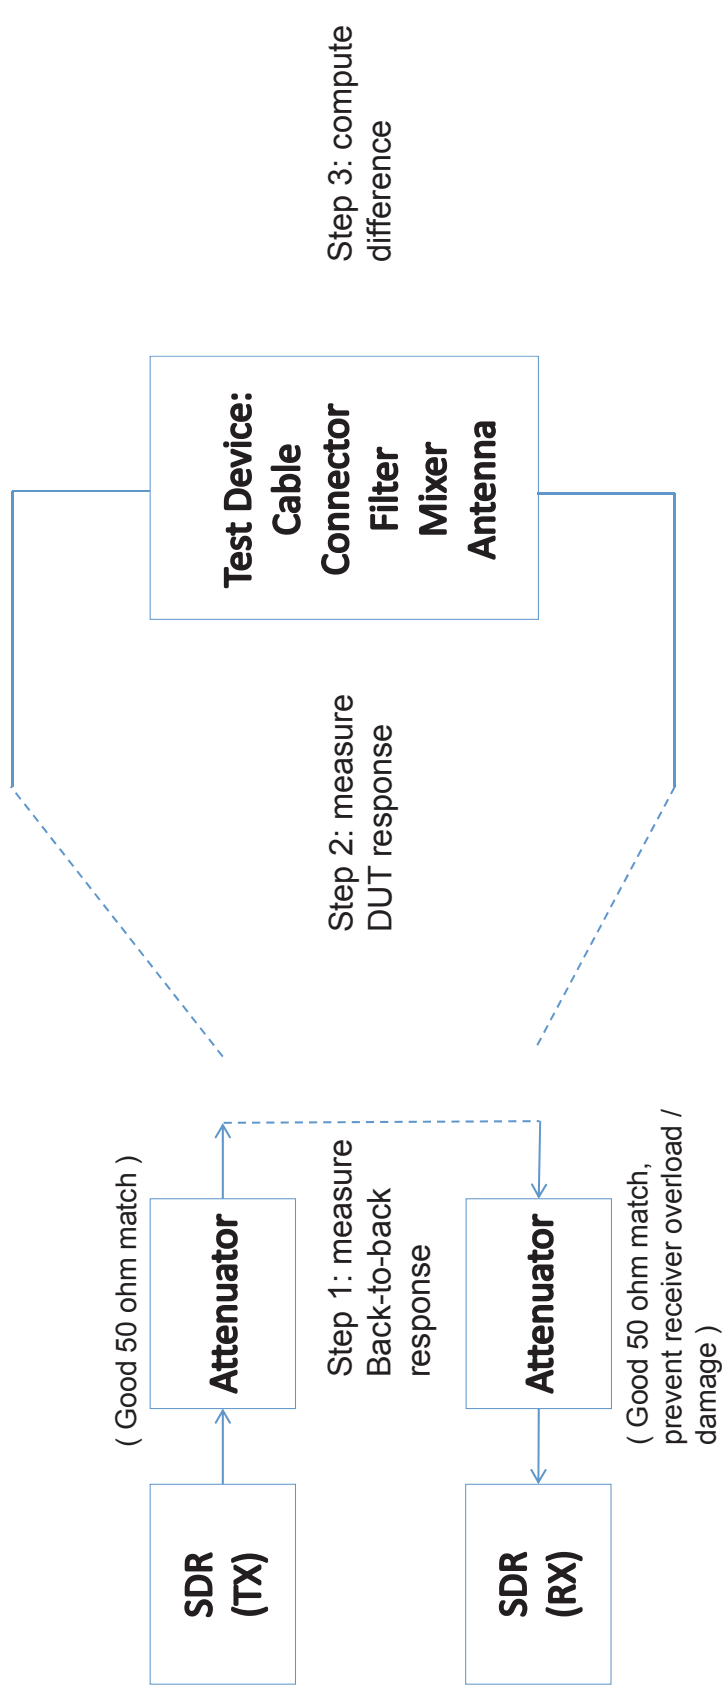 ( Good 50 ohm match )
SDR
(TX)
Attenuator
Step 1: measure
Back-to-back
response
Step 2: measure
DUT response
Test Device:
Cable
Connector
Filter
Mixer
Antenna
Step 3: compute
difference
SDR
(RX)
Attenuator
( Good 50 ohm match,
prevent receiver overload /
damage )